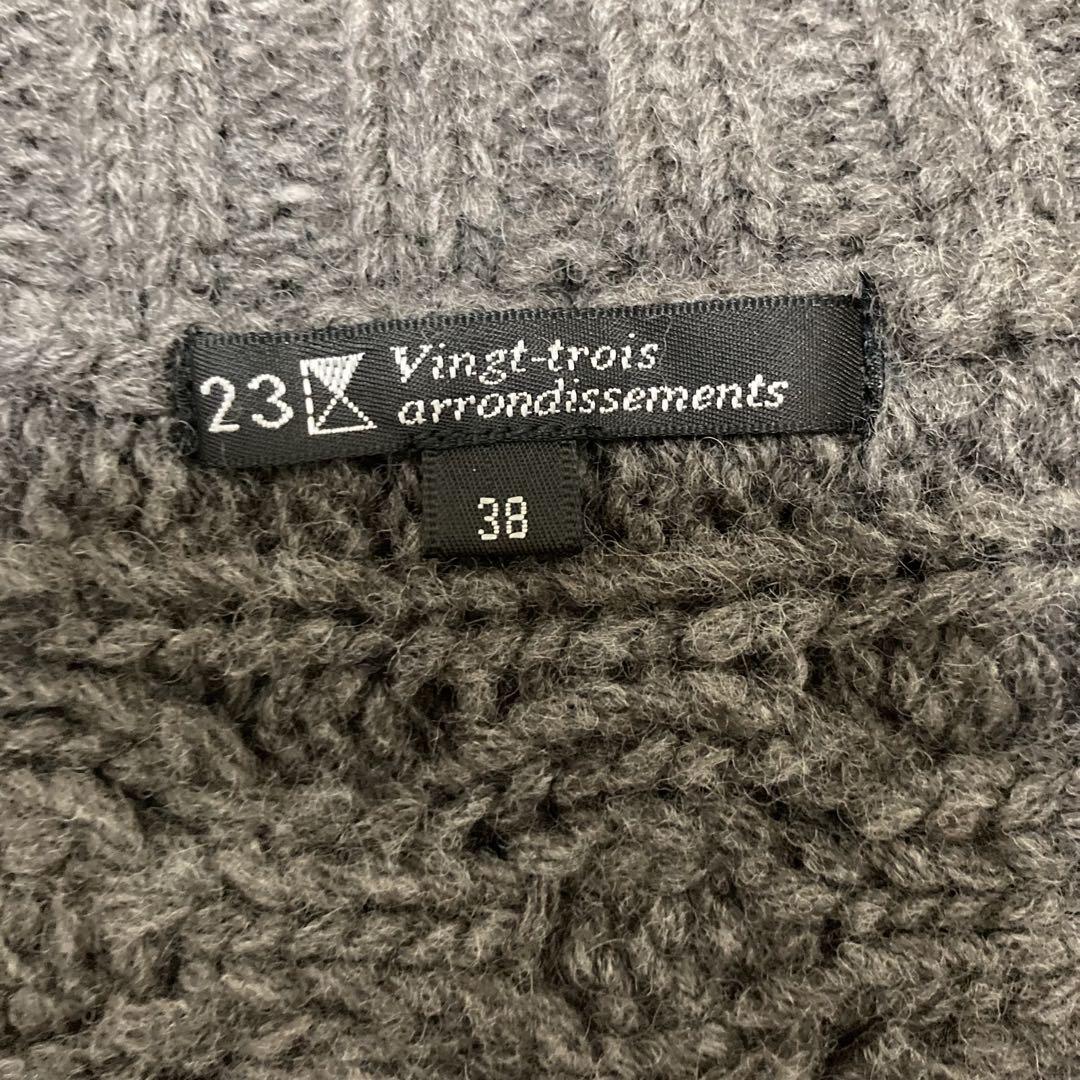 23 Vingt-trois
arrondissements
38